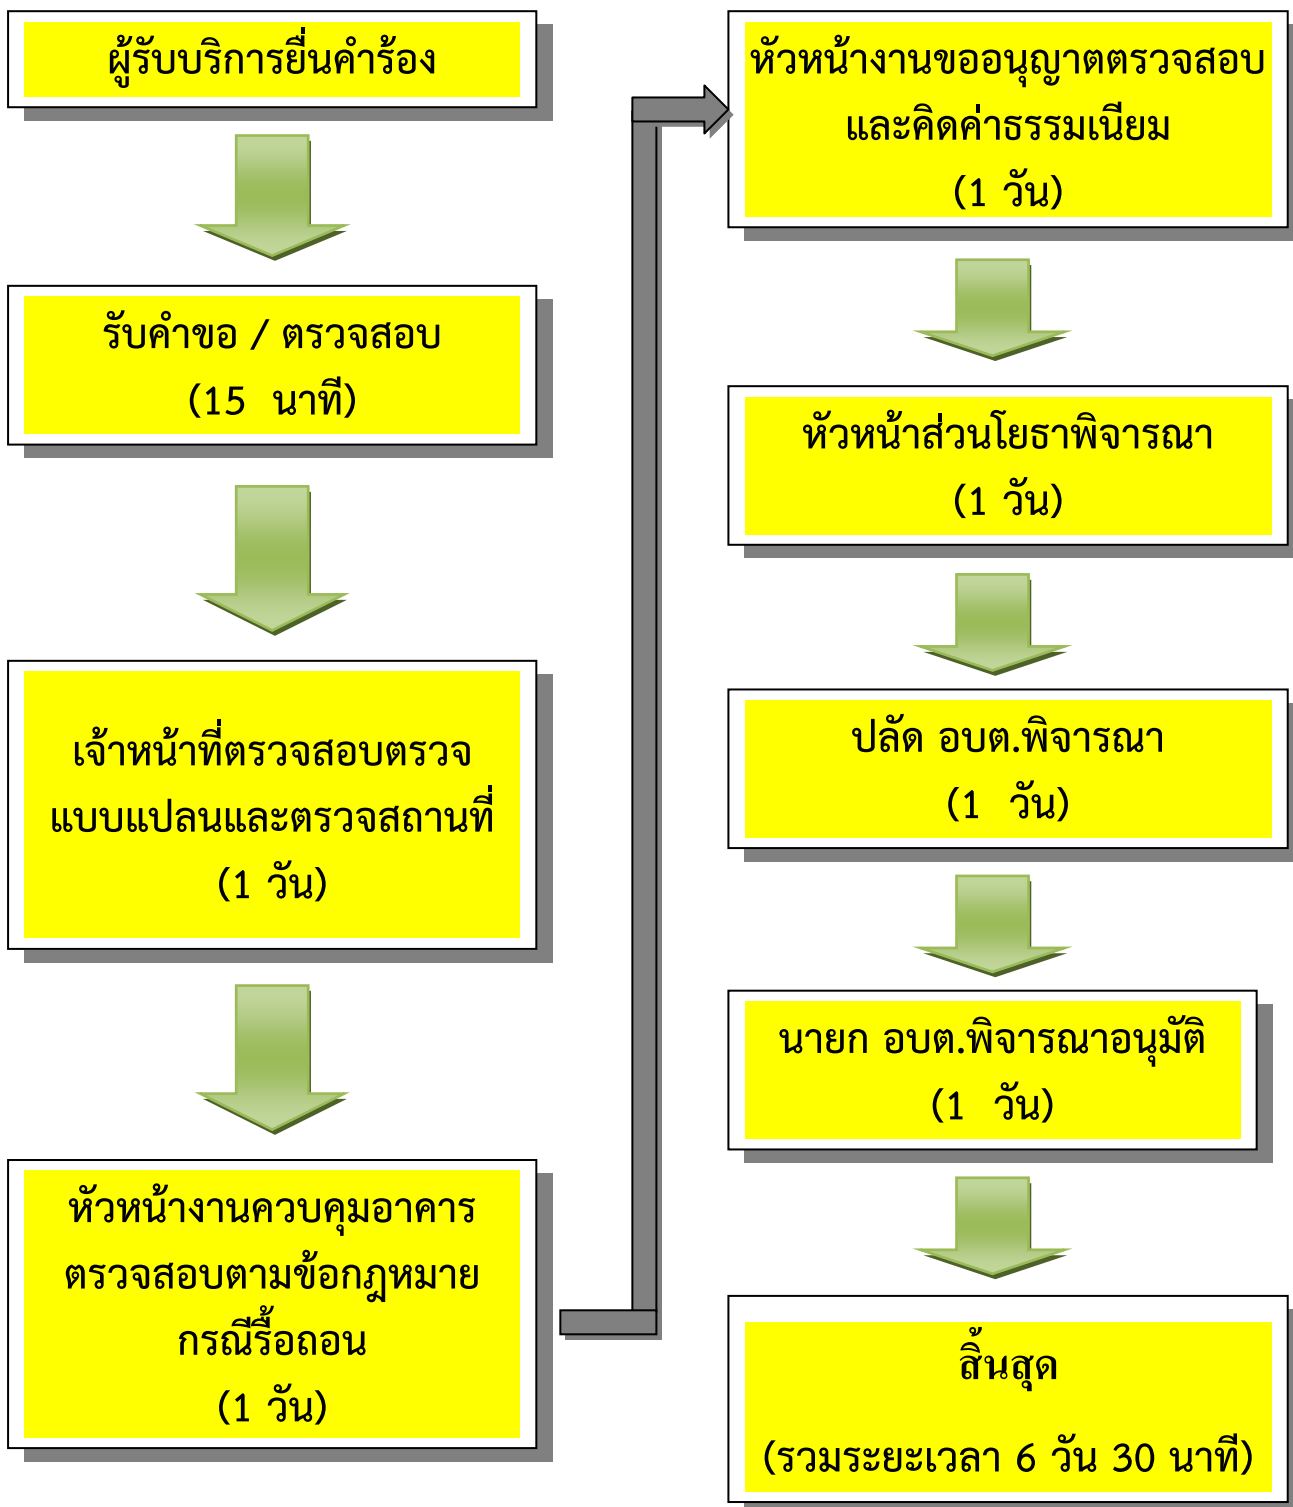 ผู้รับบริการยื่นคำร้อง
รับคำขอ / ตรวจสอบ
(15 นาที)
เจ้าหน้าที่ตรวจสอบตรวจ
แบบแปลนและตรวจสถานที่
(1 วัน)
หัวหน้างานควบคุมอาคาร
ตรวจสอบตามข้อกฎหมาย
กรณีรื้อถอน
(1 วัน)
หัวหน้างานขออนุญาตตรวจสอบ
และคิดค่าธรรมเนียม
(1 วัน)
หัวหน้าส่วนโยธาพิจารณา
(1 วัน)
ปลัด อบต.พิจารณา
(1 วัน)
นายก อบต.พิจารณาอนุมัติ
(1 วัน)
สิ้นสุด
(รวมระยะเวลา 6 วัน 30 นาที)